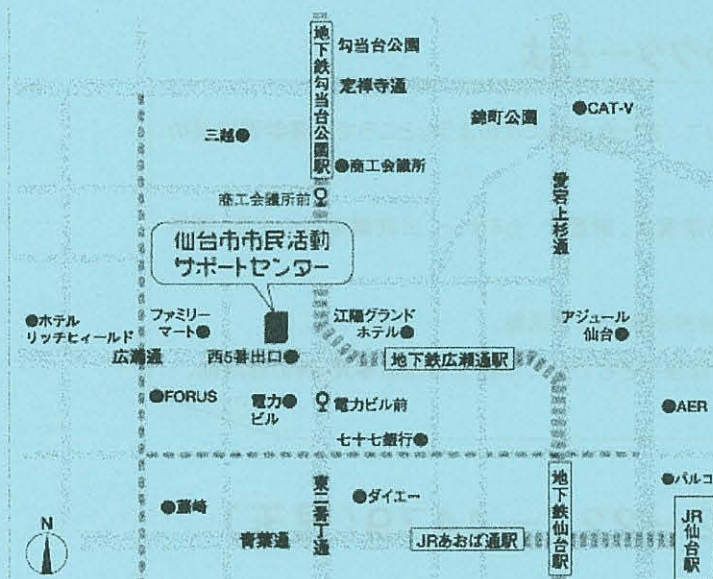 地下鉄勾当台公園駅
勾当台公園
定禅寺通
錦町公園
●CAT-V
三越●
●商工会議所
商工会議所前
愛宕上杉通
仙台市市民活動
サポートセンター
●ホテル
リッチヒィールド
ファミリー
マート●
江陽グランド
ホテル●
アジュール
仙台●
広瀬通
西5番出口●
地下鉄広瀬通駅
●FORUS
電力●
ビル
電力ビル前
●AER
七十七銀行●
●パルコ
東二番丁通
地下鉄仙台駅
JR仙台駅
●藤崎
●ダイエー
青葉通
JRあおば通駅
N